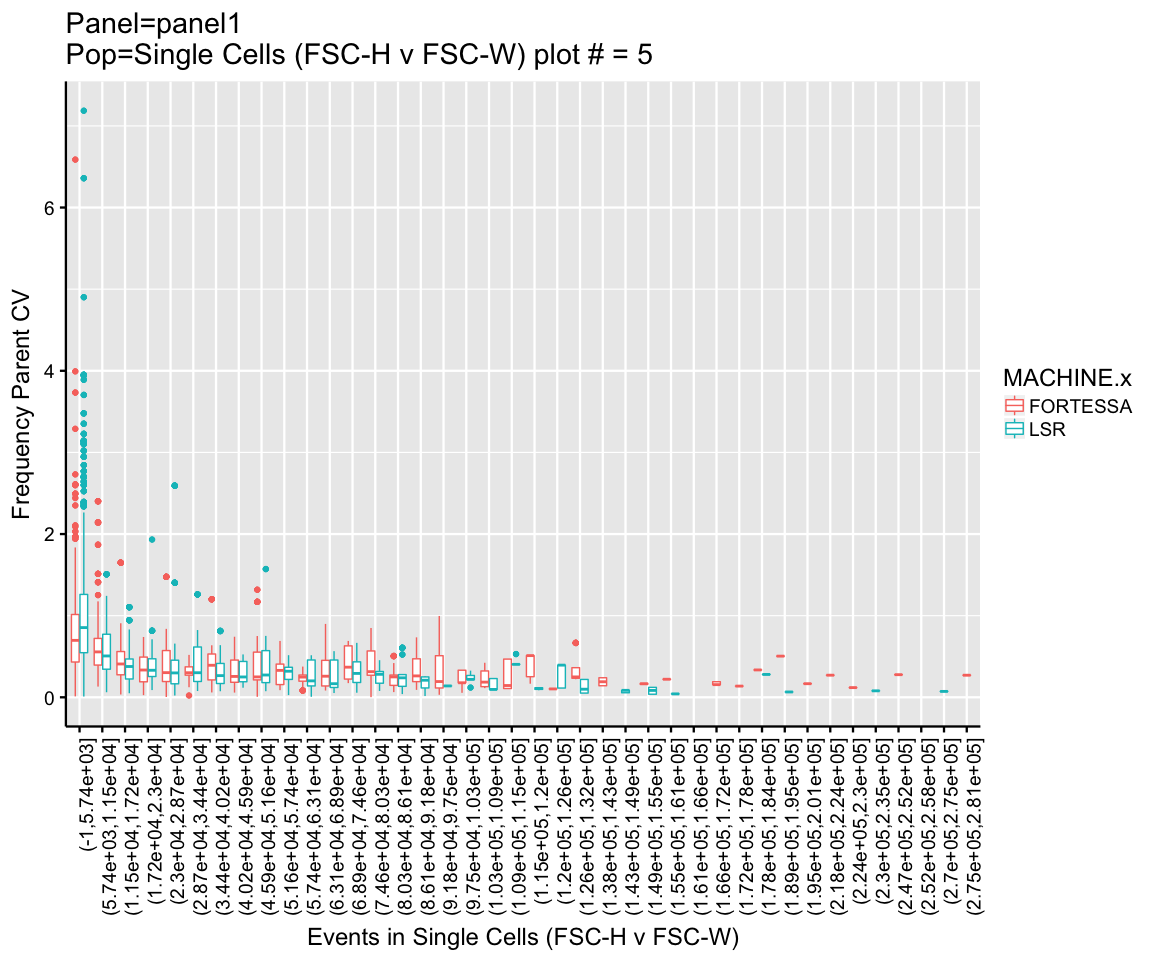 Panel=panel1
Pop=Single Cells (FSC-H v FSC-W) plot # = 5
Frequency Parent CV
6
4
2
0
MACHINE.x
FORTESSA
LSR
(-1,5.74e+03]
(5.74e+03,1.15e+04]
(1.15e+04,1.72e+04]
(1.72e+04,2.3e+04]
(2.3e+04,2.87e+04]
(2.87e+04,3.44e+04]
(3.44e+04,4.02e+04]
(4.02e+04,4.59e+04]
(4.59e+04,5.16e+04]
(5.16e+04,5.74e+04]
(5.74e+04,6.31e+04]
(6.31e+04,6.89e+04]
(6.89e+04,7.46e+04]
(7.46e+04,8.03e+04]
(8.03e+04,8.61e+04]
(8.61e+04,9.18e+04]
(9.18e+04,9.75e+04]
(9.75e+04,1.03e+05]
(1.03e+05,1.09e+05]
(1.09e+05,1.15e+05]
(1.15e+05,1.2e+05]
(1.2e+05,1.26e+05]
(1.26e+05,1.32e+05]
(1.38e+05,1.43e+05]
(1.43e+05,1.49e+05]
(1.49e+05,1.55e+05]
(1.55e+05,1.61e+05]
(1.61e+05,1.66e+05]
(1.66e+05,1.72e+05]
(1.72e+05,1.78e+05]
(1.78e+05,1.84e+05]
(1.89e+05,1.95e+05]
(1.95e+05,2.01e+05]
(2.18e+05,2.24e+05]
(2.24e+05,2.3e+05]
(2.3e+05,2.35e+05]
(2.47e+05,2.52e+05]
(2.52e+05,2.58e+05]
(2.7e+05,2.75e+05]
(2.75e+05,2.81e+05]
Events in Single Cells (FSC-H v FSC-W)